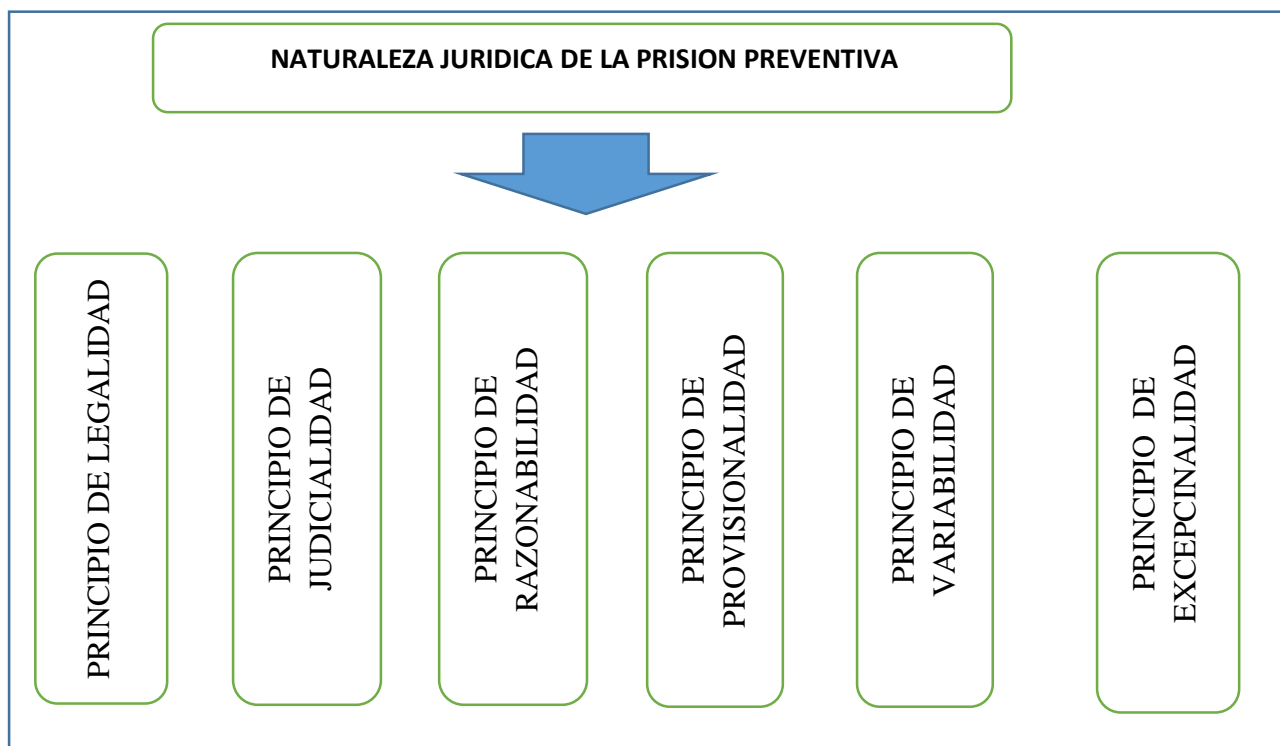 NATURALEZA JURIDICA DE LA PRISION PREVENTIVA
PRINCIPIO DE LEGALIDAD
PRINCIPIO DE
JUDICIALIDAD
PRINCIPIO DE
RAZONABILIDAD
PRINCIPIO DE
PROVISIONALIDAD
PRINCIPIO DE
VARIABILIDAD
PRINCIPIO DE
EXCEPCINALIDAD